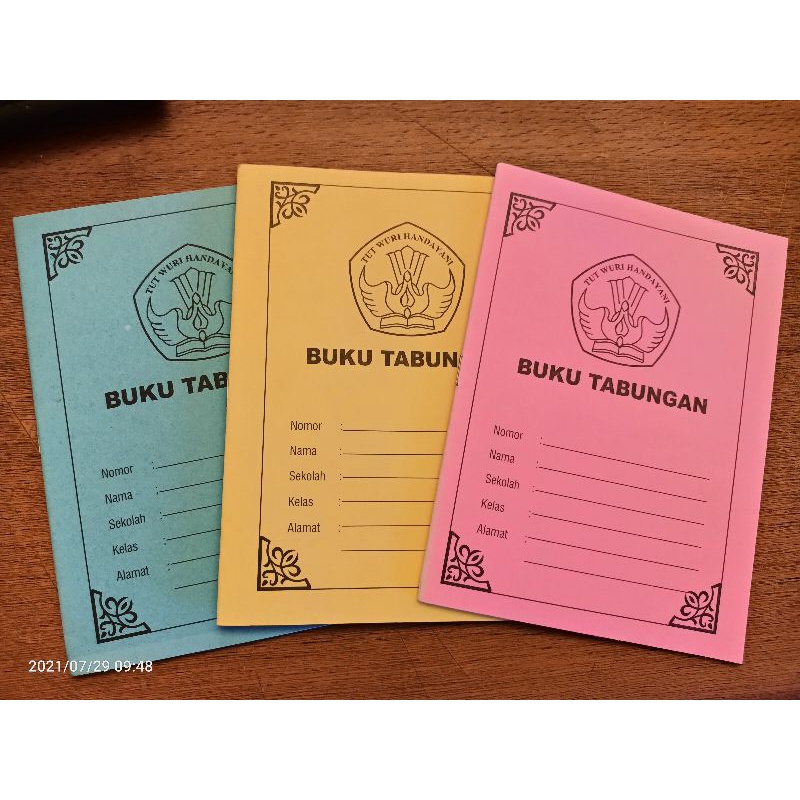 TUT WURI HANDAYANI
BUKU TAB
Nomor :
Nama :
Sekolah :
Kelas :
Alamat :
TUT WURI HANDAYANI
BUKU TABUN
Nomor :
Nama :
Sekolah :
Kelas :
Alamat :
TUT WURI HANDAYANI
BUKU TABUNGAN
Nomor :
Nama :
Sekolah :
Kelas :
Alamat :
2021/07/29 09:48